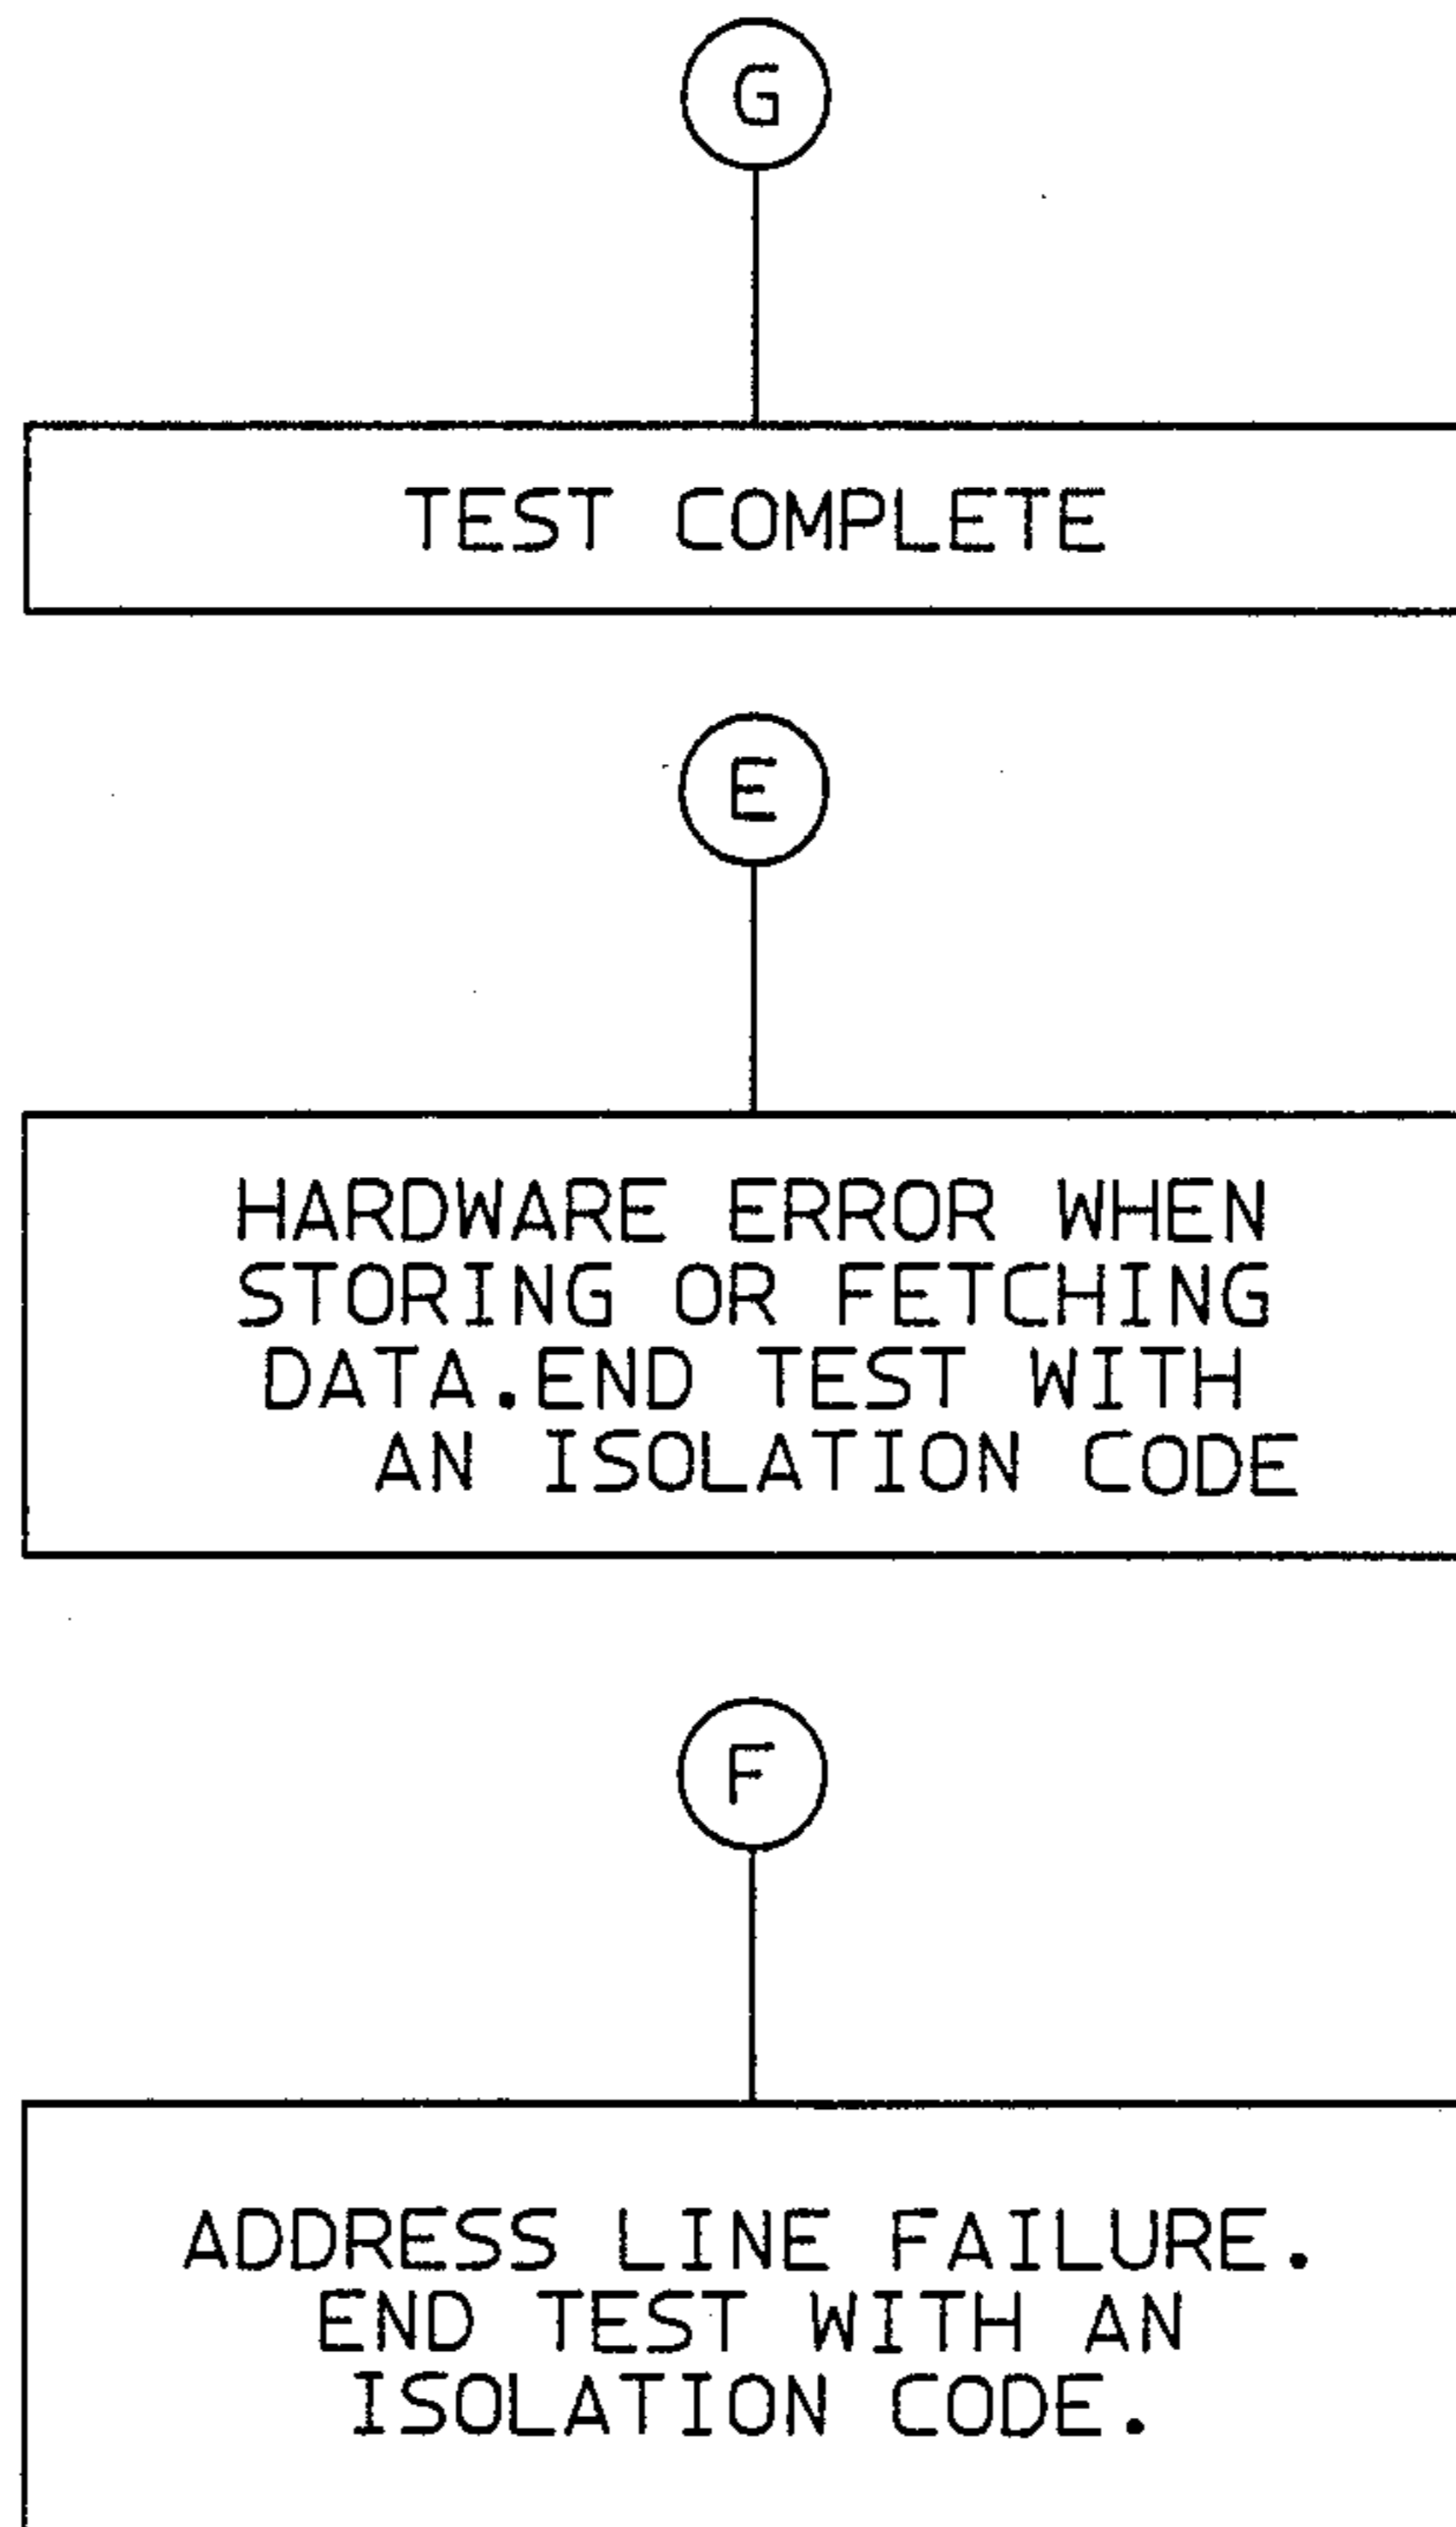 G
TEST COMPLETE
E
HARDWARE ERROR WHEN
STORING OR FETCHING
DATA.END TEST WITH
AN ISOLATION CODE
F
ADDRESS LINE FAILURE.
END TEST WITH AN
ISOLATION CODE.